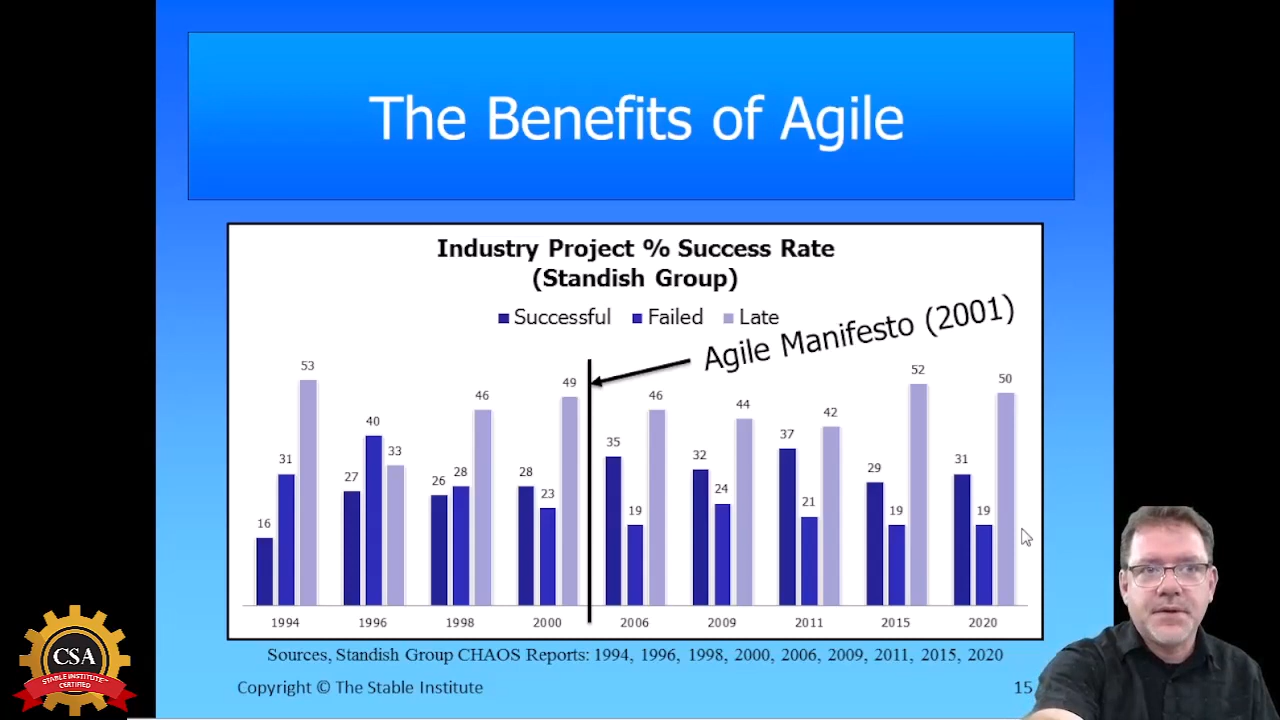 The Benefits of Agile
Industry Project % Success Rate
(Standish Group)
Successful Failed Late
Agile Manifesto (2001)
16 31 53
27 40 33
26 28 46
28 23 49
35 19 46
32 24 44
37 21 42
29 19 52
31 19 50
1994 1996 1998 2000 2006 2009 2011 2015 2020
Sources, Standish Group CHAOS Reports: 1994, 1996, 1998, 2000, 2006, 2009, 2011, 2015, 2020
Copyright © The Stable Institute
15
CSA
STABLE INSTITUTE™
CERTIFIED